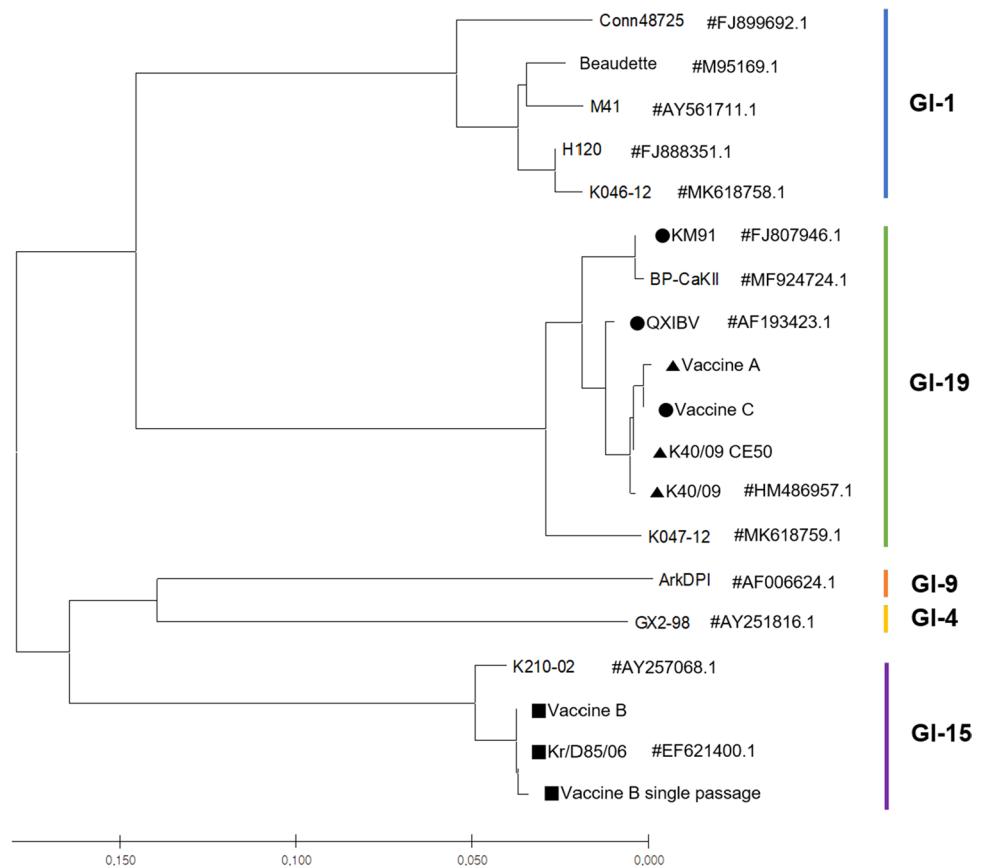 Conn48725 #FJ899692.1
Beaudette #M95169.1
M41 #AY561711.1
GI-1
H120 #FJ888351.1
K046-12 #MK618758.1
KM91 #FJ807946.1
BP-CaKII #MF924724.1
QXIBV #AF193423.1
Vaccine A
GI-19
Vaccine C
K40/09 CE50
K40/09 #HM486957.1
K047-12 #MK618759.1
ArkDPI #AF006624.1 GI-9
GX2-98 #AY251816.1 GI-4
K210-02 #AY257068.1
Vaccine B
GI-15
Kr/D85/06 #EF621400.1
Vaccine B single passage
0,150 0,100 0,050 0,000